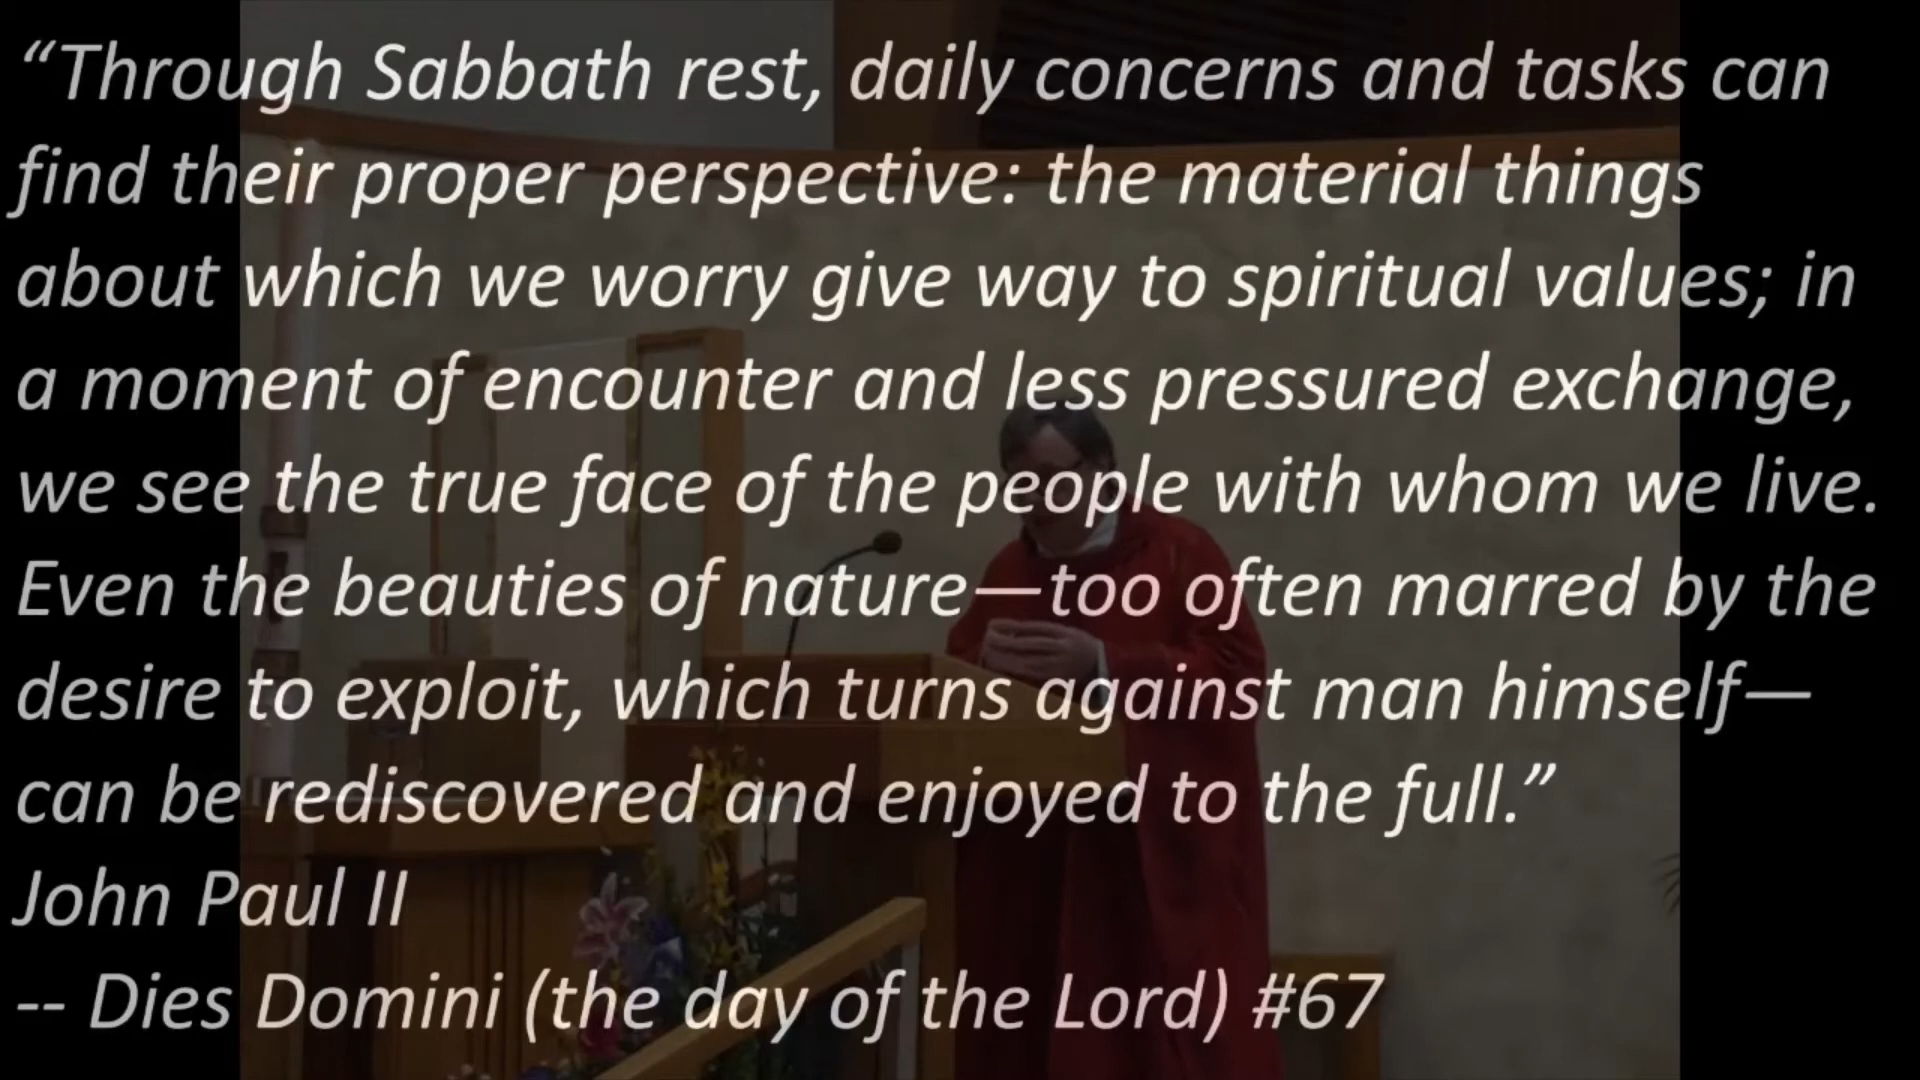 “Through Sabbath rest, daily concerns and tasks can
find their proper perspective: the material things
about which we worry give way to spiritual values; in
a moment of encounter and less pressured exchange,
we see the true face of the people with whom we live.
Even the beauties of nature—too often marred by the
desire to exploit, which turns against man himself—
can be rediscovered and enjoyed to the full.”
John Paul II
-- Dies Domini (the day of the Lord) #67